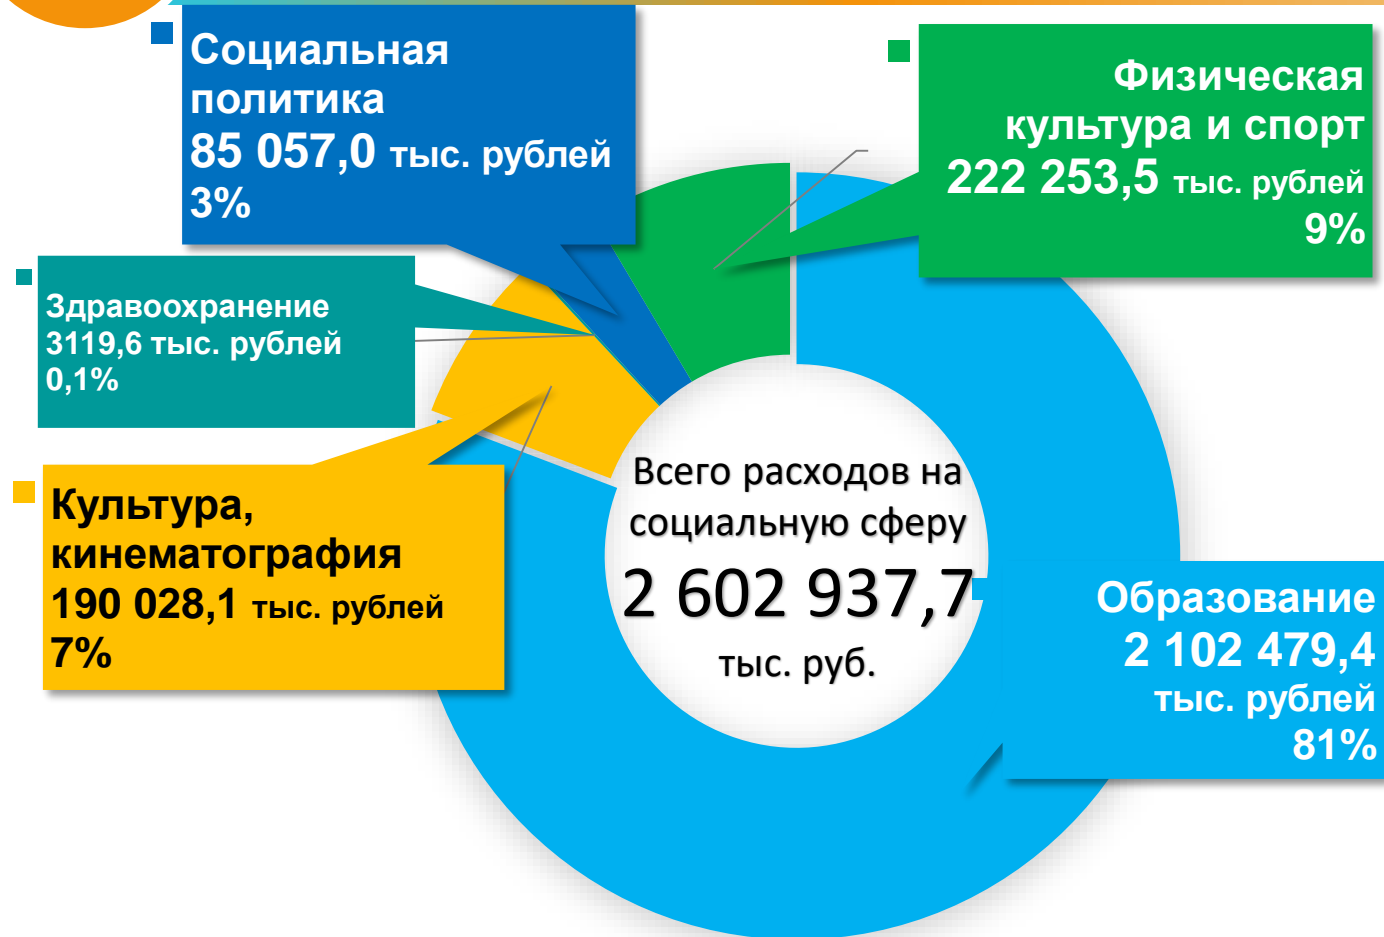 Социальная
политика
85 057,0 тыс. рублей
3%
Физическая
культура и спорт
222 253,5 тыс. рублей
9%
Здравоохранение
3119,6 тыс. рублей
0,1%
Культура,
кинематография
190 028,1 тыс. рублей
7%
Всего расходов на
социальную сферу
2 602 937,7
тыс. руб.
Образование
2 102 479,4
тыс. рублей
81%